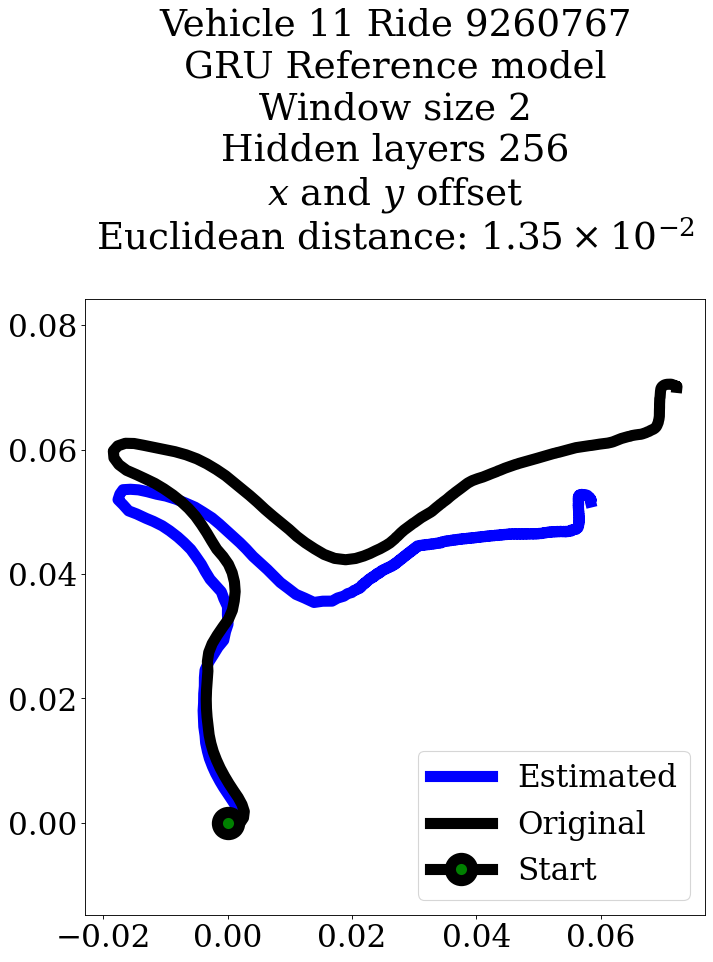 Vehicle 11 Ride 9260767
GRU Reference model
Window size 2
Hidden layers 256
x and y offset
Euclidean distance: 1.35 × 10⁻²
0.08
0.06
0.04
0.02
0.00
Estimated
Original
Start
−0.02 0.00 0.02 0.04 0.06